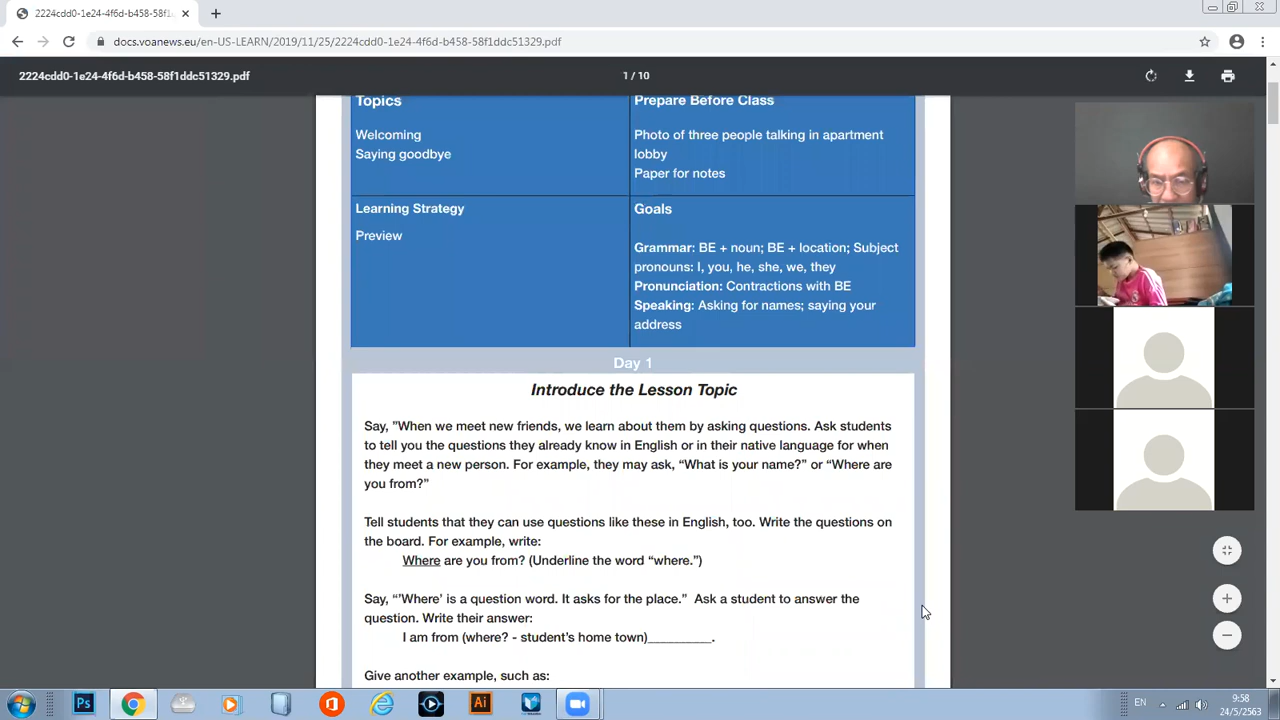 2224cdd0-1e24-4f6d-b458-58f1
docs.voanews.eu/en-US-LEARN/2019/11/25/2224cdd0-1e24-4f6d-b458-58f1ddc51329.pdf
2224cdd0-1e24-4f6d-b458-58f1ddc51329.pdf
1 / 10
Topics
Welcoming
Saying goodbye
Prepare Before Class
Photo of three people talking in apartment
lobby
Paper for notes
Learning Strategy
Preview
Goals
Grammar: BE + noun; BE + location; Subject
pronouns: I, you, he, she, we, they
Pronunciation: Contractions with BE
Speaking: Asking for names; saying your
address
Day 1
Introduce the Lesson Topic
Say, ”When we meet new friends, we learn about them by asking questions. Ask students
to tell you the questions they already know in English or in their native language for when
they meet a new person. For example, they may ask, “What is your name?” or “Where are
you from?”
Tell students that they can use questions like these in English, too. Write the questions on
the board. For example, write:
Where are you from? (Underline the word “where.”)
Say, “’Where’ is a question word. It asks for the place.” Ask a student to answer the
question. Write their answer:
I am from (where? - student’s home town)__________.
Give another example, such as:
Ps
Ai
EN
9:58
24/5/2563